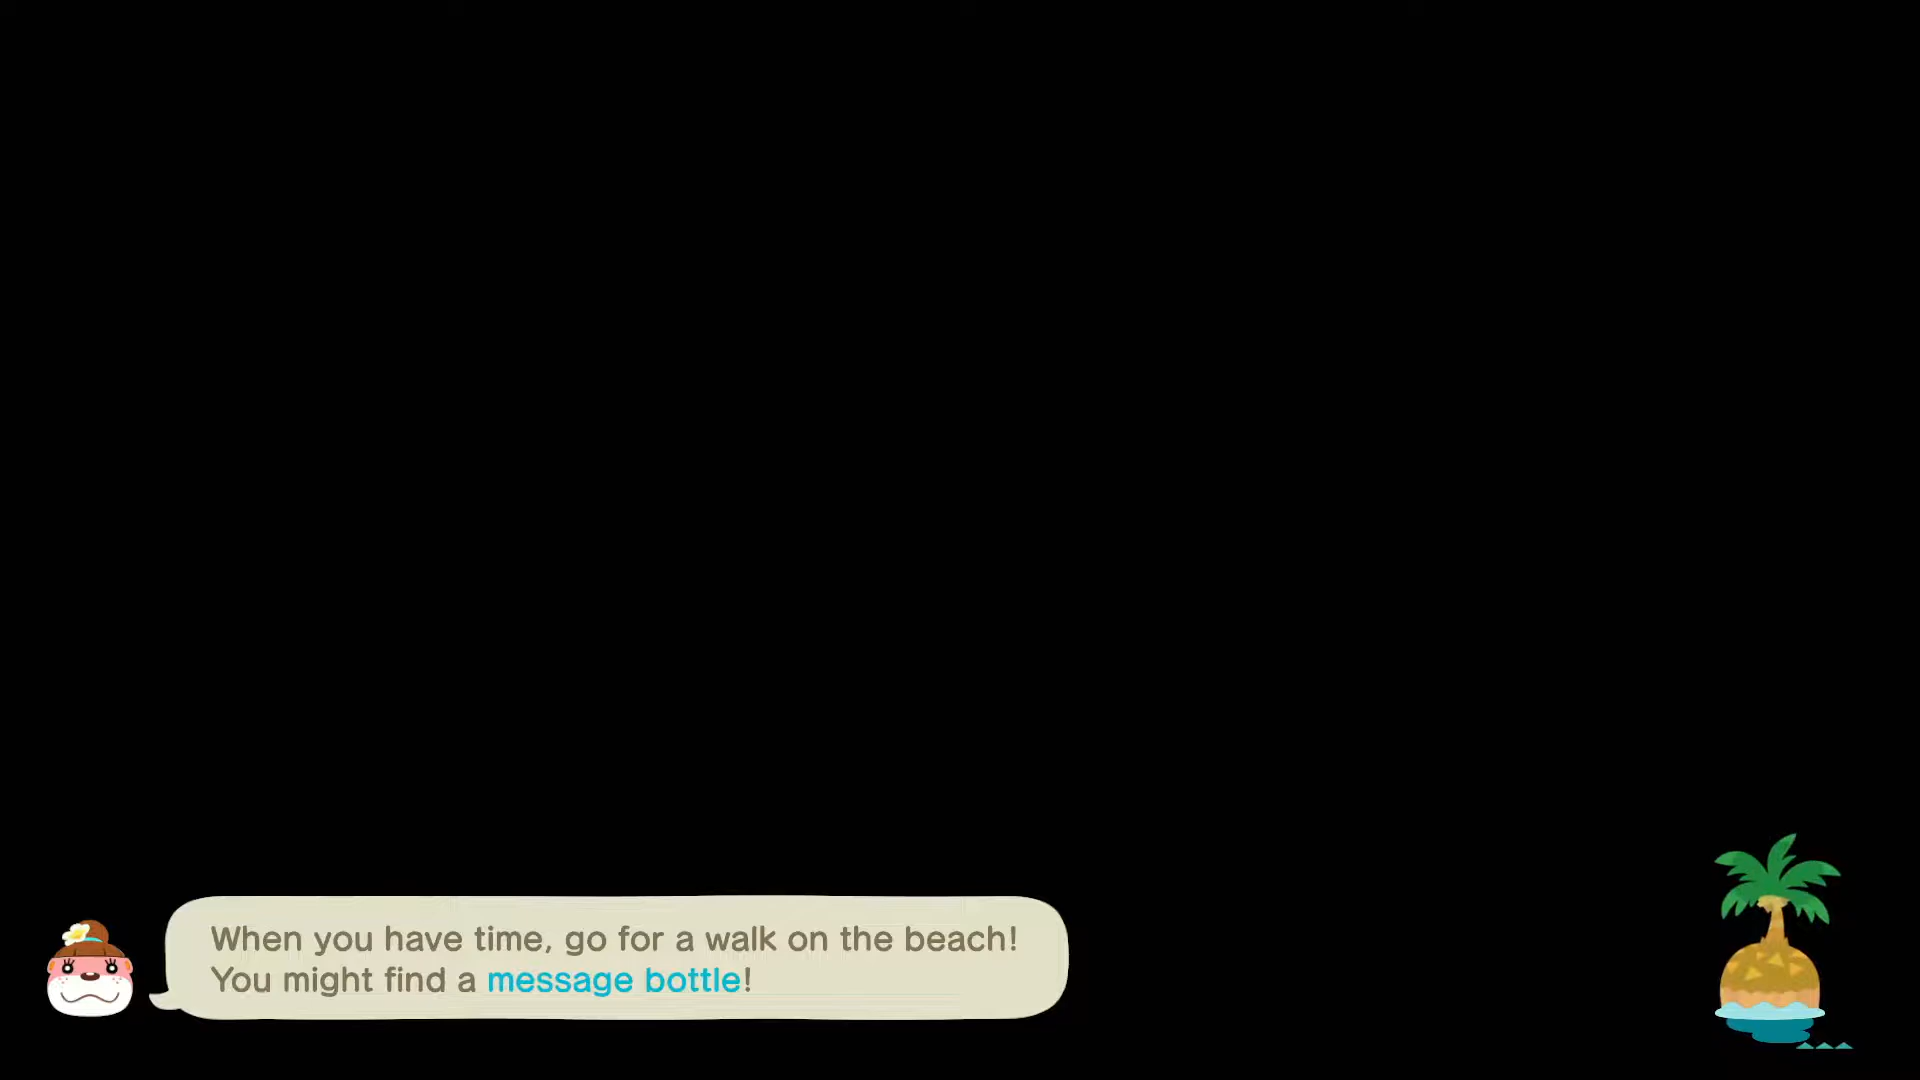 When you have time, go for a walk on the beach!
You might find a message bottle!